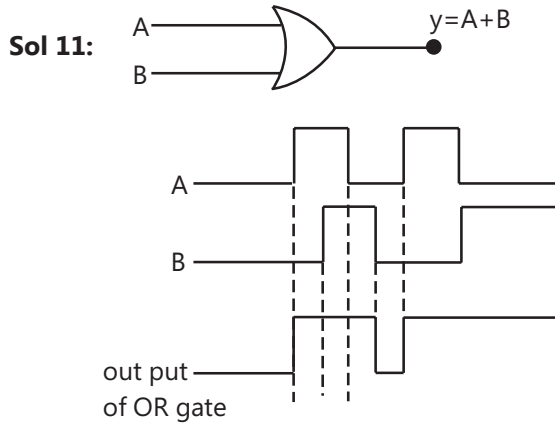 Sol 11:
A
B
y=A+B
A
B
out put
of OR gate